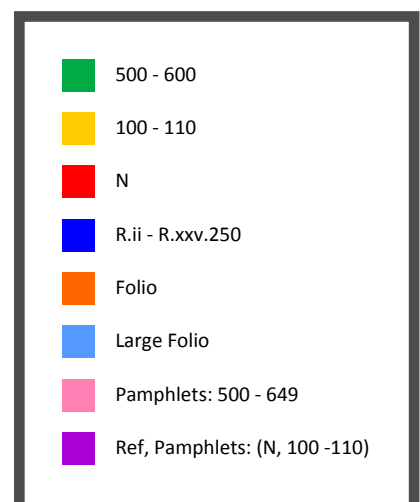 500 - 600
100 - 110
N
R.ii - R.xxv.250
Folio
Large Folio
Pamphlets: 500 - 649
Ref, Pamphlets: (N, 100 -110)